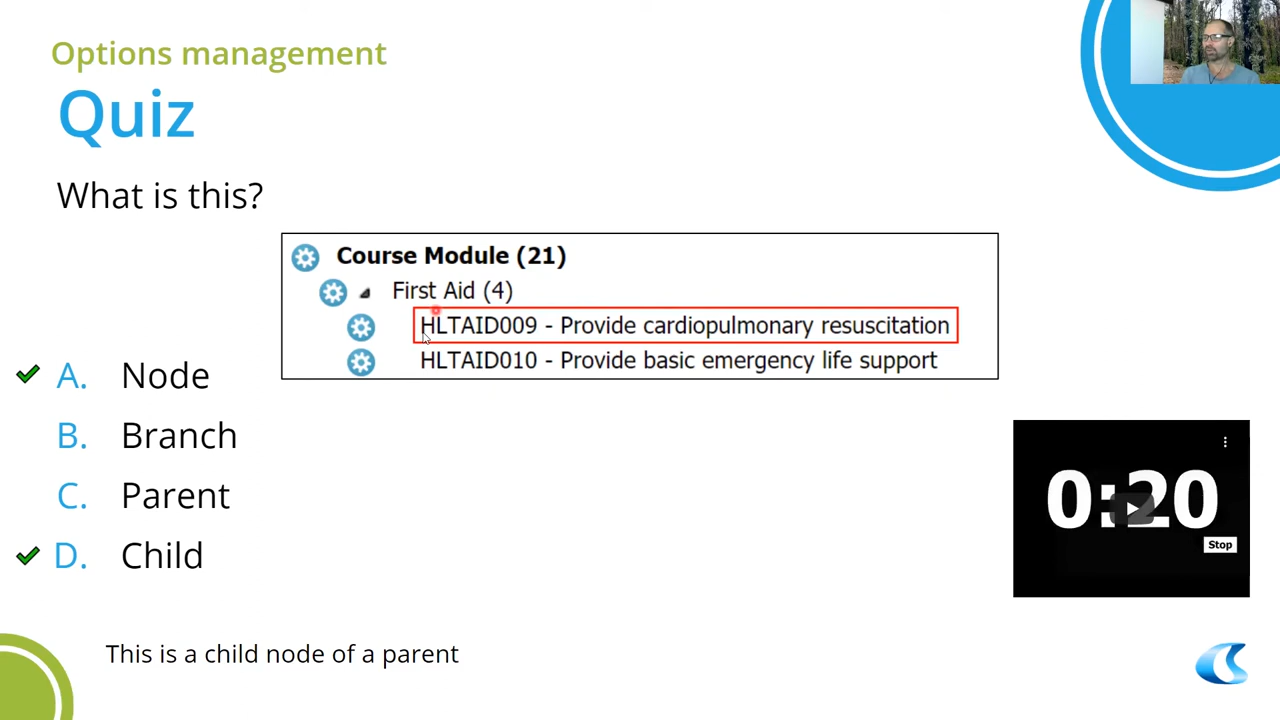 Options management
Quiz
What is this?
Course Module (21)
First Aid (4)
HLTAID009 - Provide cardiopulmonary resuscitation
HLTAID010 - Provide basic emergency life support
A. Node
B. Branch
C. Parent
D. Child
0:20
Stop
This is a child node of a parent